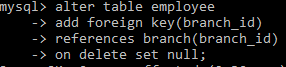 mysql> alter table employee
    -> add foreign key(branch_id)
    -> references branch(branch_id)
    -> on delete set null;